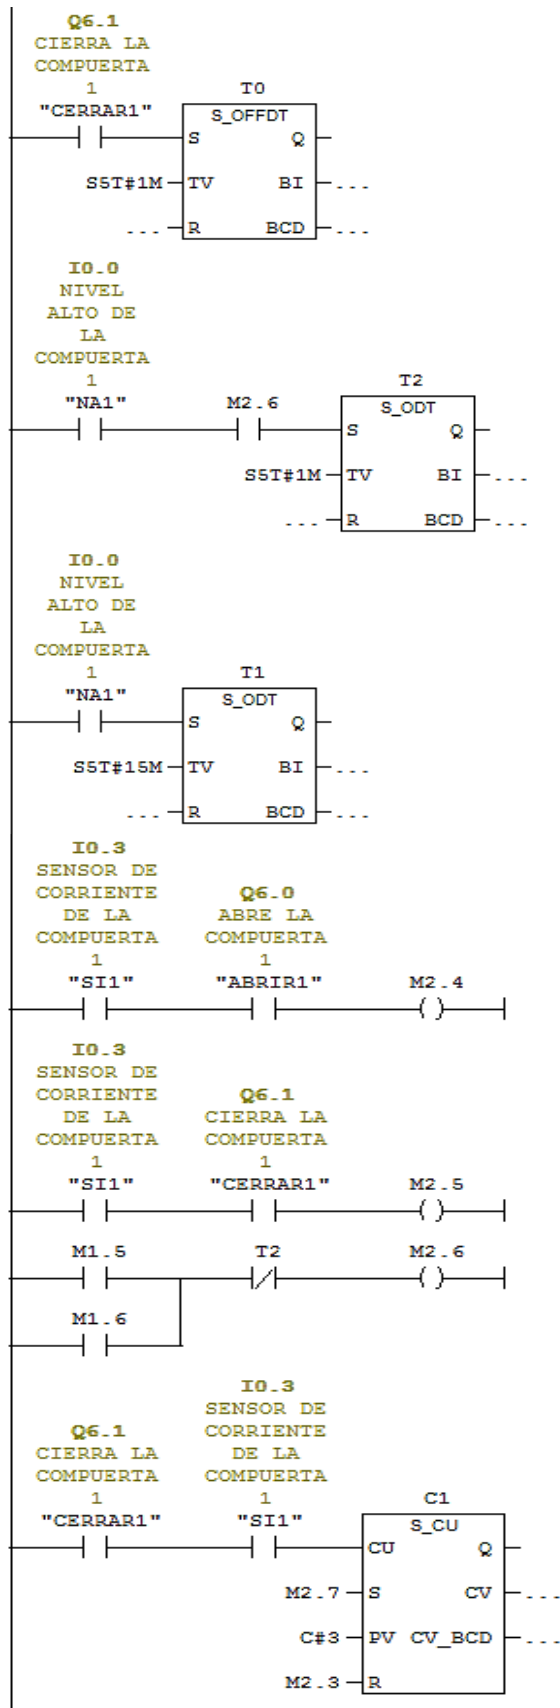 Q6.1
CIERRA LA
COMPUERTA
1
"CERRAR1"
T0
S_OFFDT
S Q
S5T#1M TV BI ...
... R BCD ...
I0.0
NIVEL
ALTO DE
LA
COMPUERTA
1
"NA1" M2.6
T2
S_ODT
S Q
S5T#1M TV BI ...
... R BCD ...
I0.0
NIVEL
ALTO DE
LA
COMPUERTA
1
"NA1"
T1
S_ODT
S Q
S5T#15M TV BI ...
... R BCD ...
I0.3
SENSOR DE
CORRIENTE
DE LA
COMPUERTA
1
"SI1"
Q6.0
ABRE LA
COMPUERTA
1
"ABRIR1"
M2.4
I0.3
SENSOR DE
CORRIENTE
DE LA
COMPUERTA
1
"SI1"
Q6.1
CIERRA LA
COMPUERTA
1
"CERRAR1"
M2.5
M1.5 T2 M2.6
M1.6
Q6.1
CIERRA LA
COMPUERTA
1
"CERRAR1"
I0.3
SENSOR DE
CORRIENTE
DE LA
COMPUERTA
1
"SI1"
C1
S_CU
CU Q
M2.7 S CV ...
C#3 PV CV_BCD ...
M2.3 R